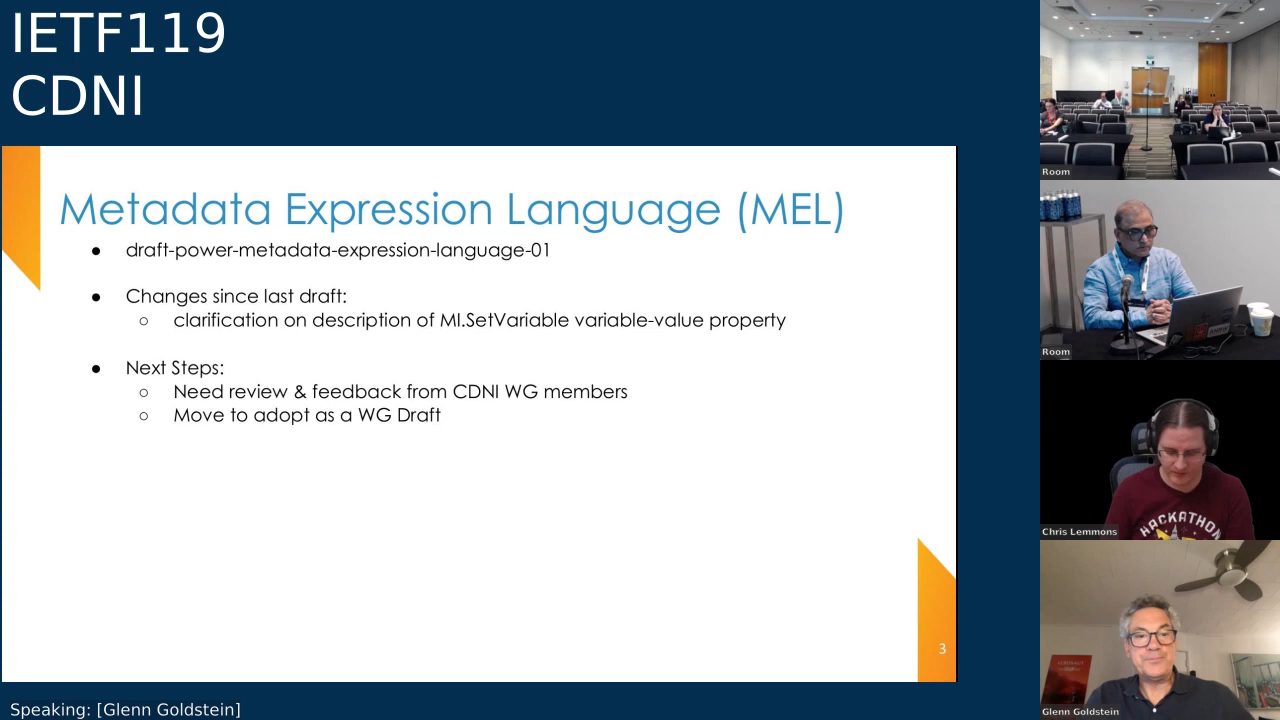 IETF119
CDNI
Metadata Expression Language (MEL)
● draft-power-metadata-expression-language-01
● Changes since last draft:
○ clarification on description of MI.SetVariable variable-value property
● Next Steps:
○ Need review & feedback from CDNI WG members
○ Move to adopt as a WG Draft
3
Speaking: [Glenn Goldstein]
Room
Room
HACKATHON
Chris Lemmons
Glenn Goldstein